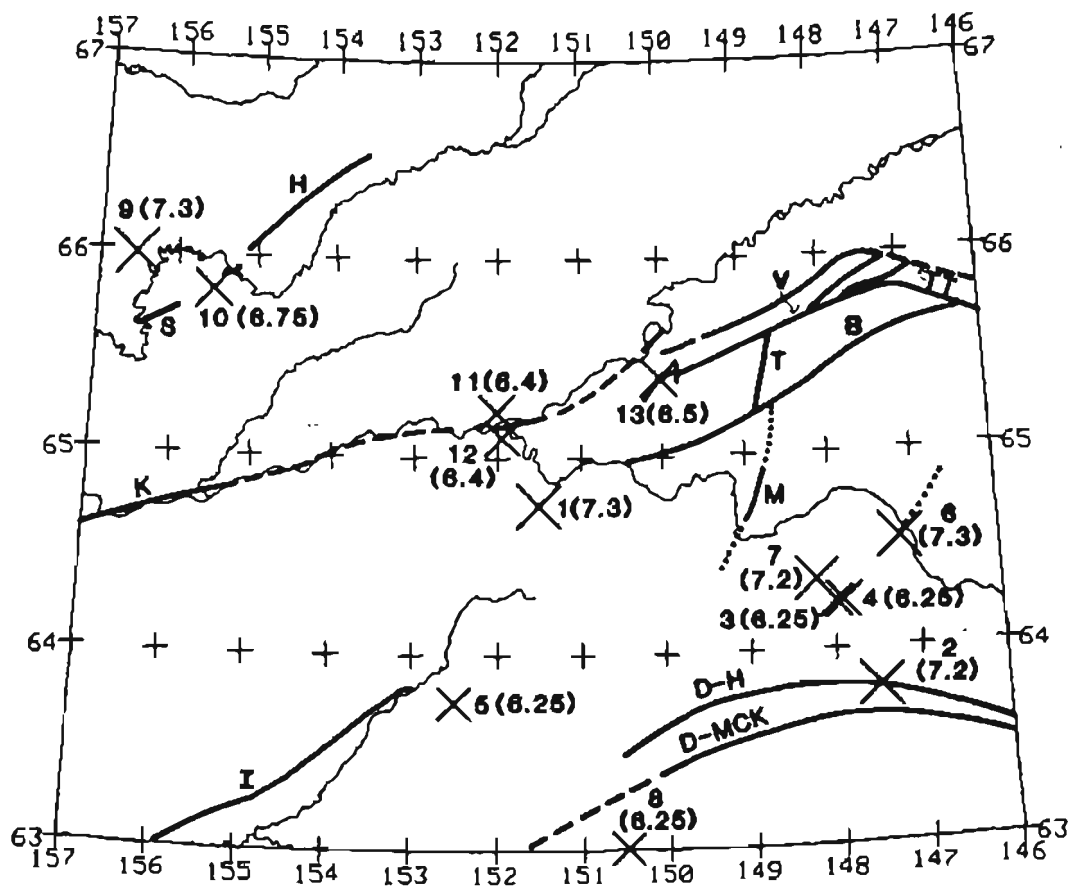 157 156 155 154 153 152 151 150 149 148 147 146
67 67
H
9(7.3)
66 66
V
S
10(6.75)
B
T
11(6.4)
13(6.5)
65 65
12
(6.4)
K
M
1(7.3)
6
(7.3)
7
(7.2)
4(6.25)
3(6.25)
64 64
2
(7.2)
D-H
5(6.25)
D-MCK
I
8
(6.25)
63 63
157 156 155 154 153 152 151 150 149 148 147 146